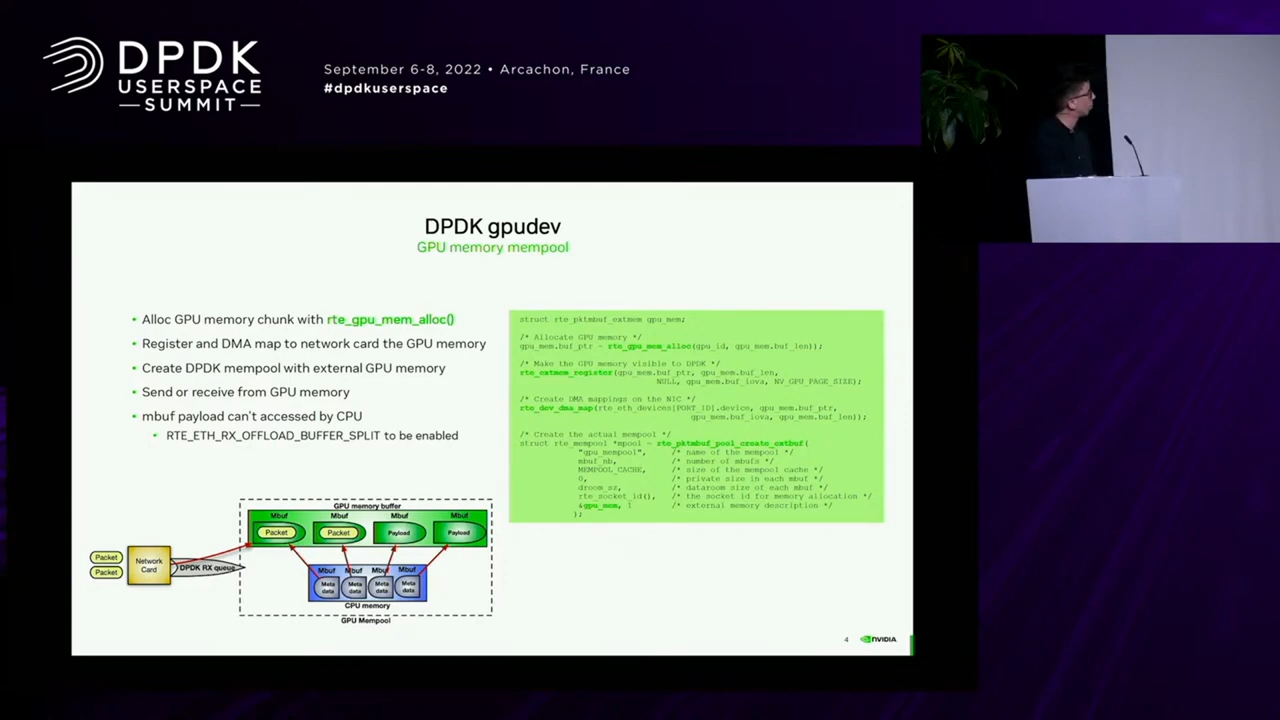 DPDK
USERSPACE
SUMMIT
September 6-8, 2022 • Arcachon, France
#dpdkuserspace
DPDK gpudev
GPU memory mempool
• Alloc GPU memory chunk with rte_gpu_mem_alloc()
• Register and DMA map to network card the GPU memory
• Create DPDK mempool with external GPU memory
• Send or receive from GPU memory
• mbuf payload can't accessed by CPU
• RTE_ETH_RX_OFFLOAD_BUFFER_SPLIT to be enabled
struct rte_pktmbuf_extmem gpu_mem;
/* Allocate GPU memory */
gpu_mem.buf_ptr = rte_gpu_mem_alloc(gpu_id, gpu_mem.buf_len));
/* Make the GPU memory visible to DPDK */
rte_extmem_register(gpu_mem.buf_ptr, gpu_mem.buf_len,
NULL, gpu_mem.buf_iova, NV_GPU_PAGE_SIZE);
/* Create DMA mappings on the NIC */
rte_dev_dma_map(rte_eth_devices[PORT_ID].device, gpu_mem.buf_ptr,
gpu_mem.buf_iova, gpu_mem.buf_len));
/* Create the actual mempool */
struct rte_mempool *mpool = rte_pktmbuf_pool_create_extbuf(
"gpu_mempool", /* name of the mempool */
mbuf_nb, /* number of mbufs */
MEMPOOL_CACHE, /* size of the mempool cache */
0, /* private size in each mbuf */
droom_sz, /* dataroom size of each mbuf */
rte_socket_id(), /* the socket id for memory allocation */
&gpu_mem, 1 /* external memory description */
);
GPU memory buffer
Mbuf Mbuf Mbuf Mbuf
Packet Packet Payload Payload
Packet
Packet
Network
Card
DPDK RX queue
Mbuf Mbuf Mbuf Mbuf
Meta Meta Meta Meta
data data data data
CPU memory
GPU Mempool
4 NVIDIA